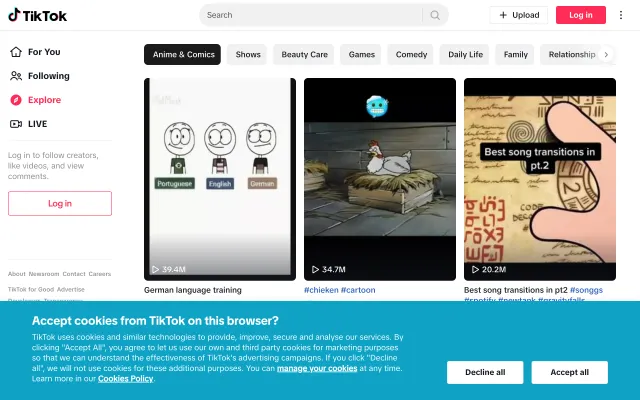 TikTok
Search
Upload
Log in
For You
Following
Explore
LIVE
Log in to follow creators,
like videos, and view
comments.
Log in
About Newsroom Contact Careers
TikTok for Good Advertise
Anime & Comics
Shows
Beauty Care
Games
Comedy
Daily Life
Family
Relationship
Portuguese
English
German
39.4M
German language training
34.7M
#chieken #cartoon
Best song transitions in
pt.2
20.2M
Best song transitions in pt2 #songgs
Accept cookies from TikTok on this browser?
TikTok uses cookies and similar technologies to provide, improve, secure and analyse our services. By
clicking "Accept All", you agree to let us use our own and third party cookies for marketing purposes
so that we can understand the effectiveness of TikTok's advertising campaigns. If you click "Decline
all", we will not use cookies for these additional purposes. You can manage your cookies at any time.
Learn more in our Cookies Policy.
Decline all
Accept all